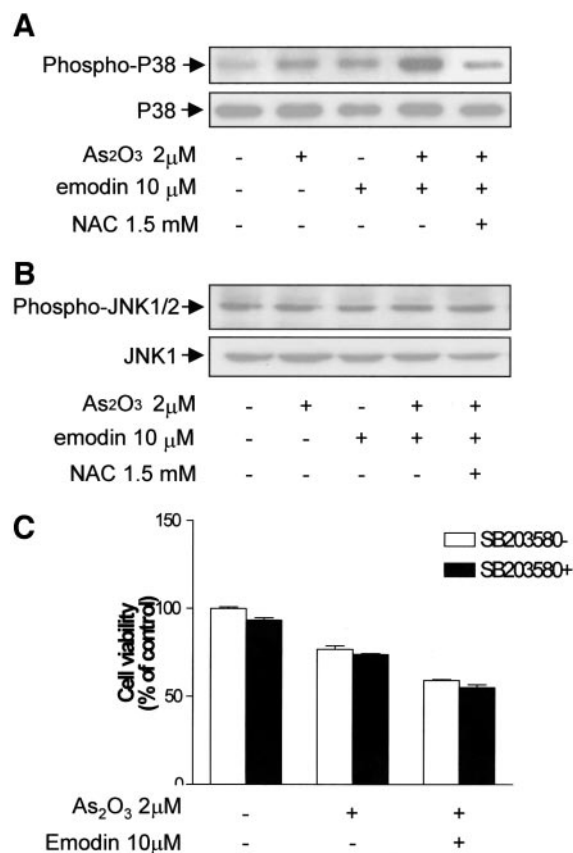 A
Phospho-P38
P38
As2O3 2μM - + - + +
emodin 10 μM - - + + +
NAC 1.5 mM - - - - +
B
Phospho-JNK1/2
JNK1
As2O3 2μM - + - + +
emodin 10 μM - - + + +
NAC 1.5 mM - - - - +
C
150
SB203580-
SB203580+
100
Cell viability
(% of control)
50
0
As2O3 2μM - + +
Emodin 10μM - - +